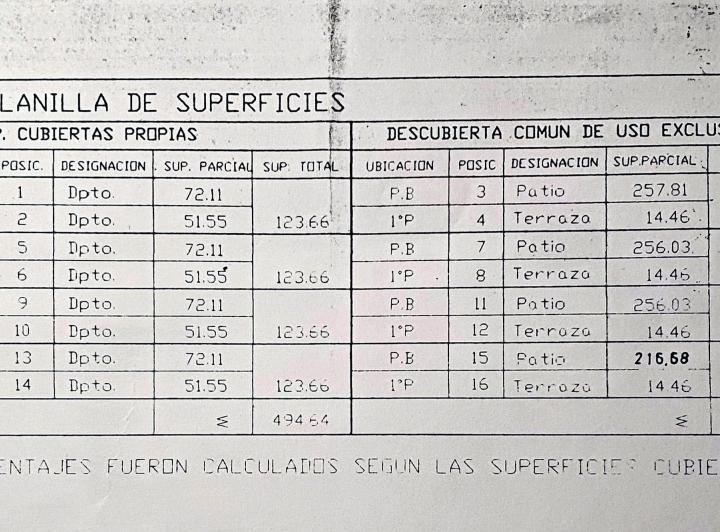 LANILLA DE SUPERFICIES
P. CUBIERTAS PROPIAS DESCUBIERTA COMUN DE USO EXCLUS
POSIC. DESIGNACION SUP. PARCIAL SUP. TOTAL UBICACION POSIC DESIGNACION SUP.PARCIAL
1 Dpto. 72.11 P.B 3 Patio 257.81
2 Dpto. 51.55 123.66 1°P 4 Terraza 14.46
5 Dpto. 72.11 P.B 7 Patio 256.03
6 Dpto. 51.55 123.66 1°P 8 Terraza 14.46
9 Dpto. 72.11 P.B 11 Patio 256.03
10 Dpto. 51.55 123.66 1°P 12 Terraza 14.46
13 Dpto. 72.11 P.B 15 Patio 216.68
14 Dpto. 51.55 123.66 1°P 16 Terraza 14.46
Σ 494.64 Σ
ENTAJES FUERON CALCULADOS SEGUN LAS SUPERFICIES CUBIE